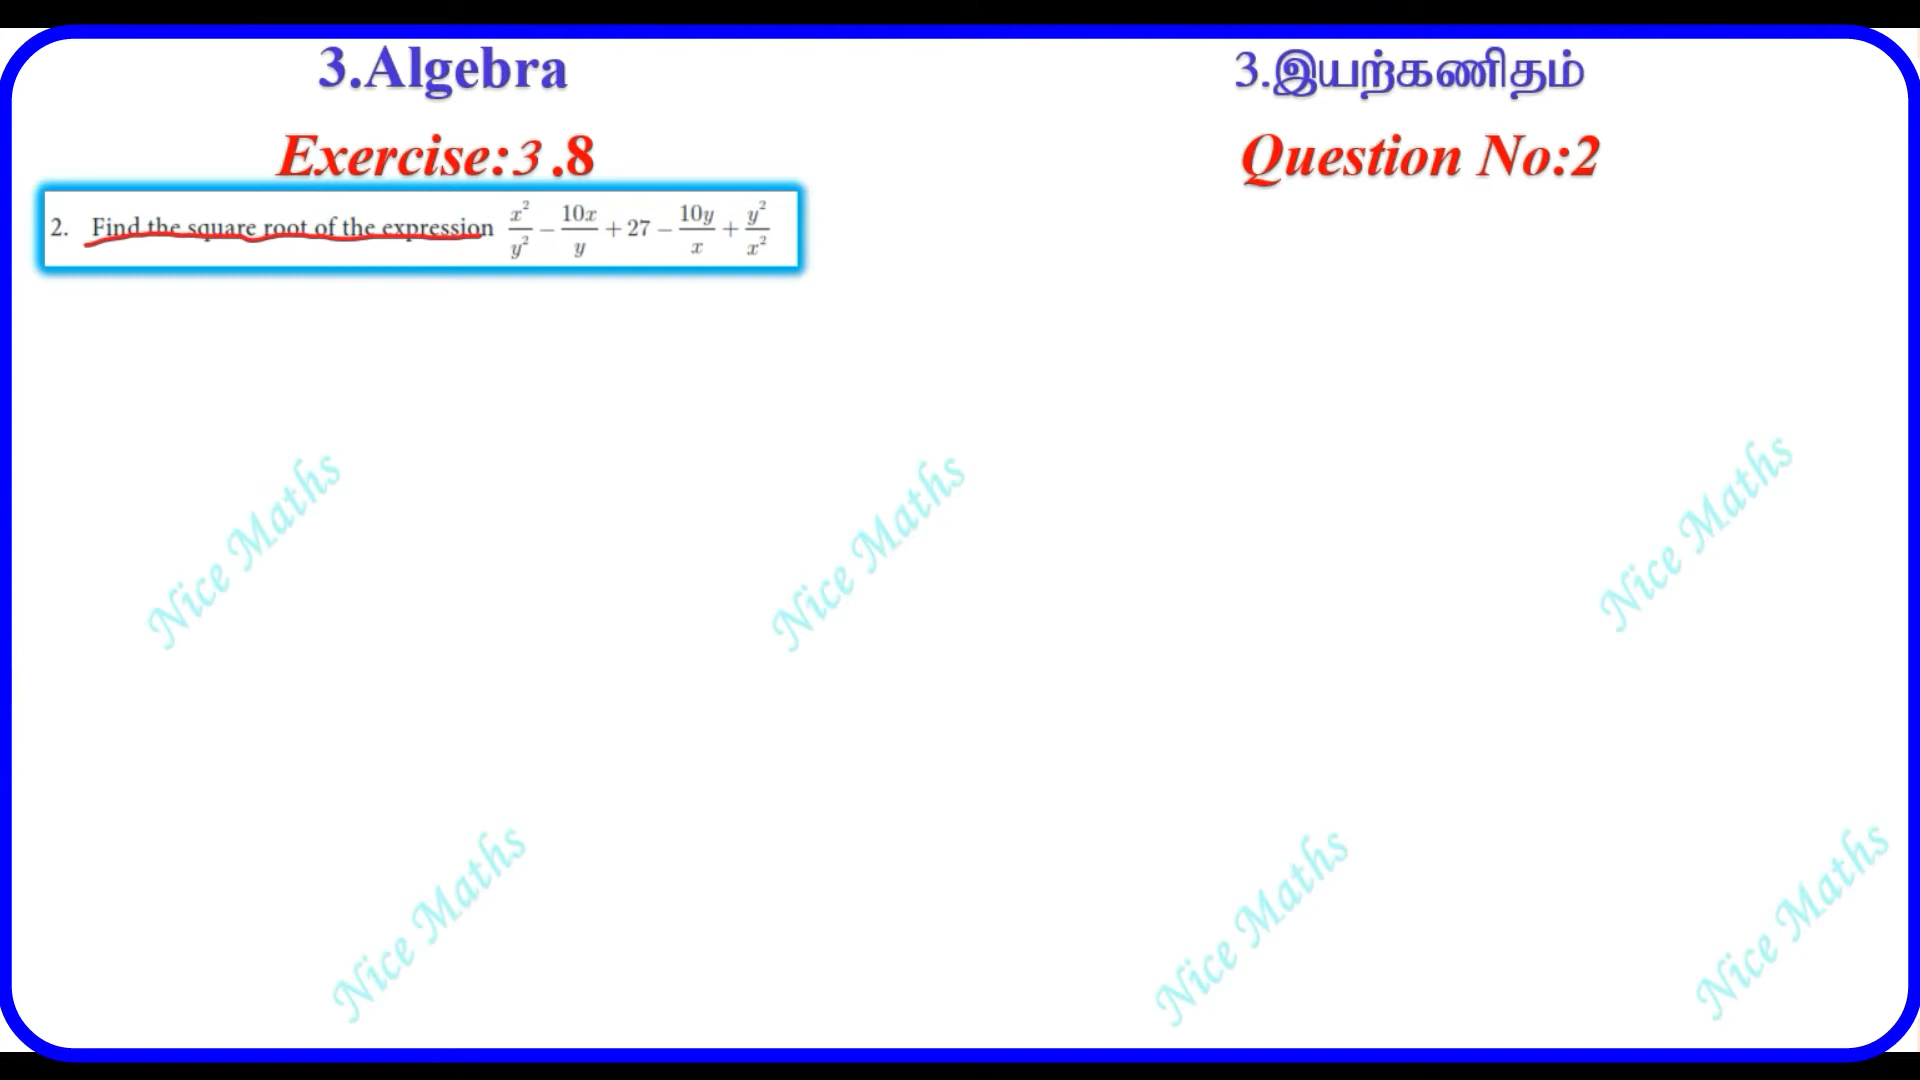 3.Algebra
3.இயற்கணிதம்
Exercise:3.8
Question No:2
2. Find the square root of the expression x²/y² − 10x/y + 27 − 10y/x + y²/x²
Nice Maths
Nice Maths
Nice Maths
Nice Maths
Nice Maths
Nice Maths